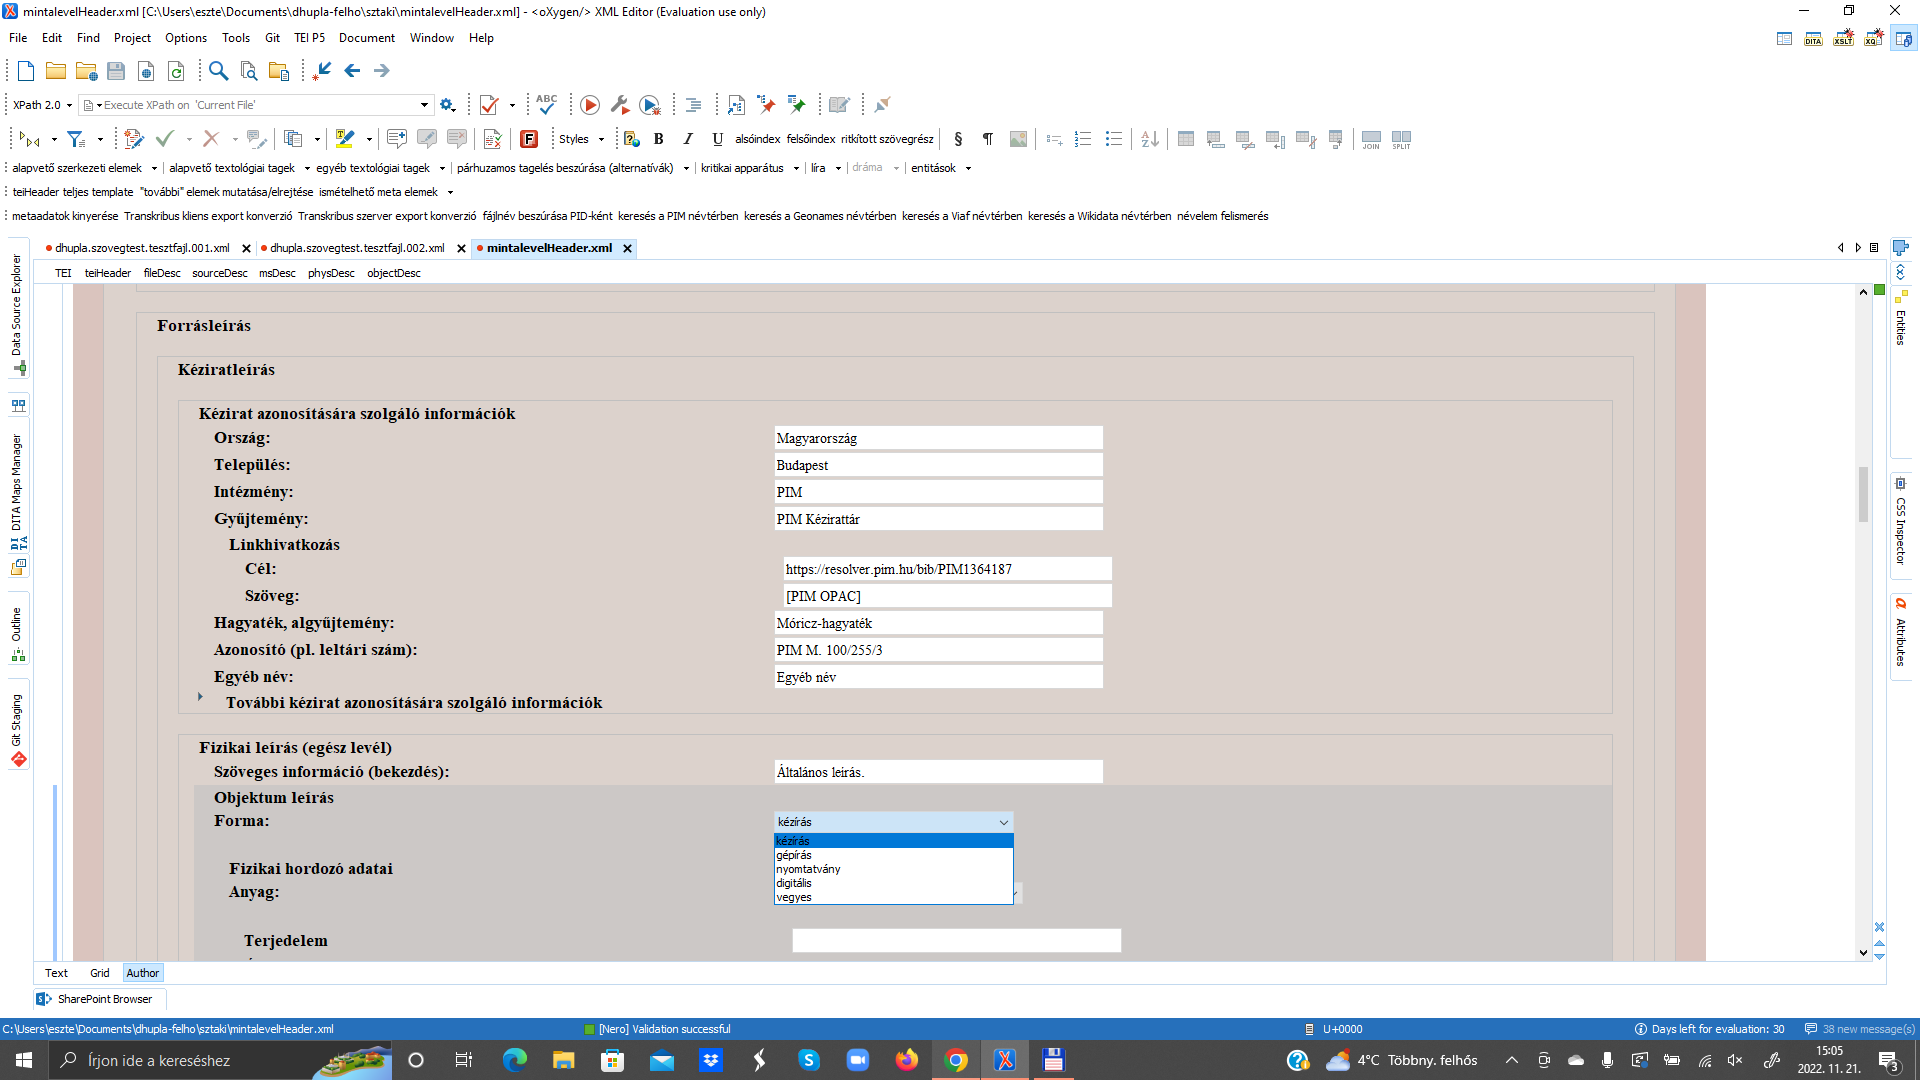 mintalevelHeader.xml [C:\Users\eszte\Documents\dhupla-felho\sztaki\mintalevelHeader.xml] - <oXygen/> XML Editor (Evaluation use only)
File Edit Find Project Options Tools Git TEI P5 Document Window Help
DITA XSLT XQ
XPath 2.0 Execute XPath on 'Current File' ABC
Styles B I U alsóindex felsőindex ritkított szövegrész § ¶ JOIN SPLIT
alapvető szerkezeti elemek alapvető textológiai tagek egyéb textológiai tagek párhuzamos tagelés beszúrása (alternatívák) kritikai apparátus líra dráma entitások
teiHeader teljes template "további" elemek mutatása/elrejtése ismételhető meta elemek
metaadatok kinyerése Transkribus kliens export konverzió Transkribus szerver export konverzió fájlnév beszúrása PID-ként keresés a PIM névtérben keresés a Geonames névtérben keresés a Viaf névtérben keresés a Wikidata névtérben névelem felismerés
dhupla.szovegtest.tesztfajl.001.xml dhupla.szovegtest.tesztfajl.002.xml mintalevelHeader.xml
TEI teiHeader fileDesc sourceDesc msDesc physDesc objectDesc
Data Source Explorer
DITA Maps Manager
Outline
Git Staging
Entities
CSS Inspector
Attributes
Forrásleírás
Kéziratleírás
Kézirat azonosítására szolgáló információk
Ország: Magyarország
Település: Budapest
Intézmény: PIM
Gyűjtemény: PIM Kézirattár
Linkhivatkozás
Cél: https://resolver.pim.hu/bib/PIM1364187
Szöveg: [PIM OPAC]
Hagyaték, algyűjtemény: Móricz-hagyaték
Azonosító (pl. leltári szám): PIM M. 100/255/3
Egyéb név: Egyéb név
További kézirat azonosítására szolgáló információk
Fizikai leírás (egész levél)
Szöveges információ (bekezdés): Általános leírás.
Objektum leírás
Forma: kézírás
kézírás
gépírás
nyomtatvány
digitális
vegyes
Fizikai hordozó adatai
Anyag:
Terjedelem
Text Grid Author
SharePoint Browser
C:\Users\eszte\Documents\dhupla-felho\sztaki\mintalevelHeader.xml [Nero] Validation successful U+0000 Days left for evaluation: 30 38 new message(s)
Írjon ide a kereséshez 4°C Többny. felhős 15:05
2022. 11. 21. 3